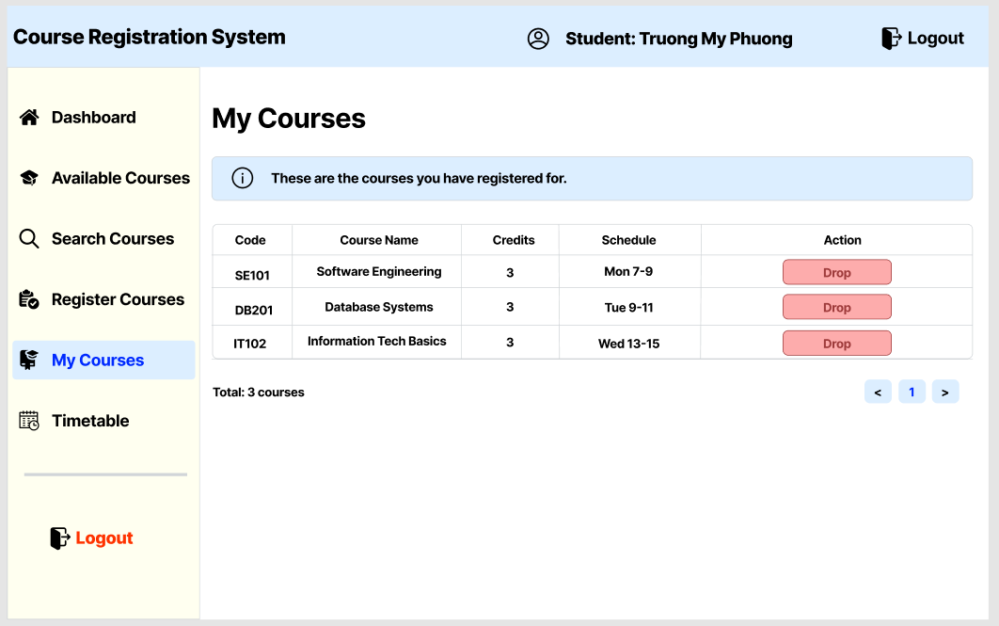 Course Registration System
Student: Truong My Phuong
Logout
Dashboard
Available Courses
Search Courses
Register Courses
My Courses
Timetable
Logout
My Courses
These are the courses you have registered for.
Code Course Name Credits Schedule Action
SE101 Software Engineering 3 Mon 7-9 Drop
DB201 Database Systems 3 Tue 9-11 Drop
IT102 Information Tech Basics 3 Wed 13-15 Drop
Total: 3 courses
< 1 >